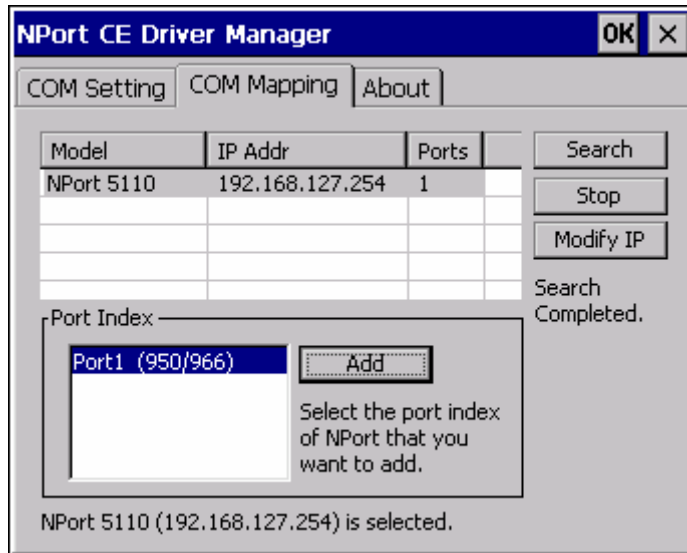 NPort CE Driver Manager OK ×
COM Setting COM Mapping About
Model IP Addr Ports
NPort 5110 192.168.127.254 1
Search
Stop
Modify IP
Search
Completed.
Port Index
Port1 (950/966)
Add
Select the port index
of NPort that you
want to add.
NPort 5110 (192.168.127.254) is selected.